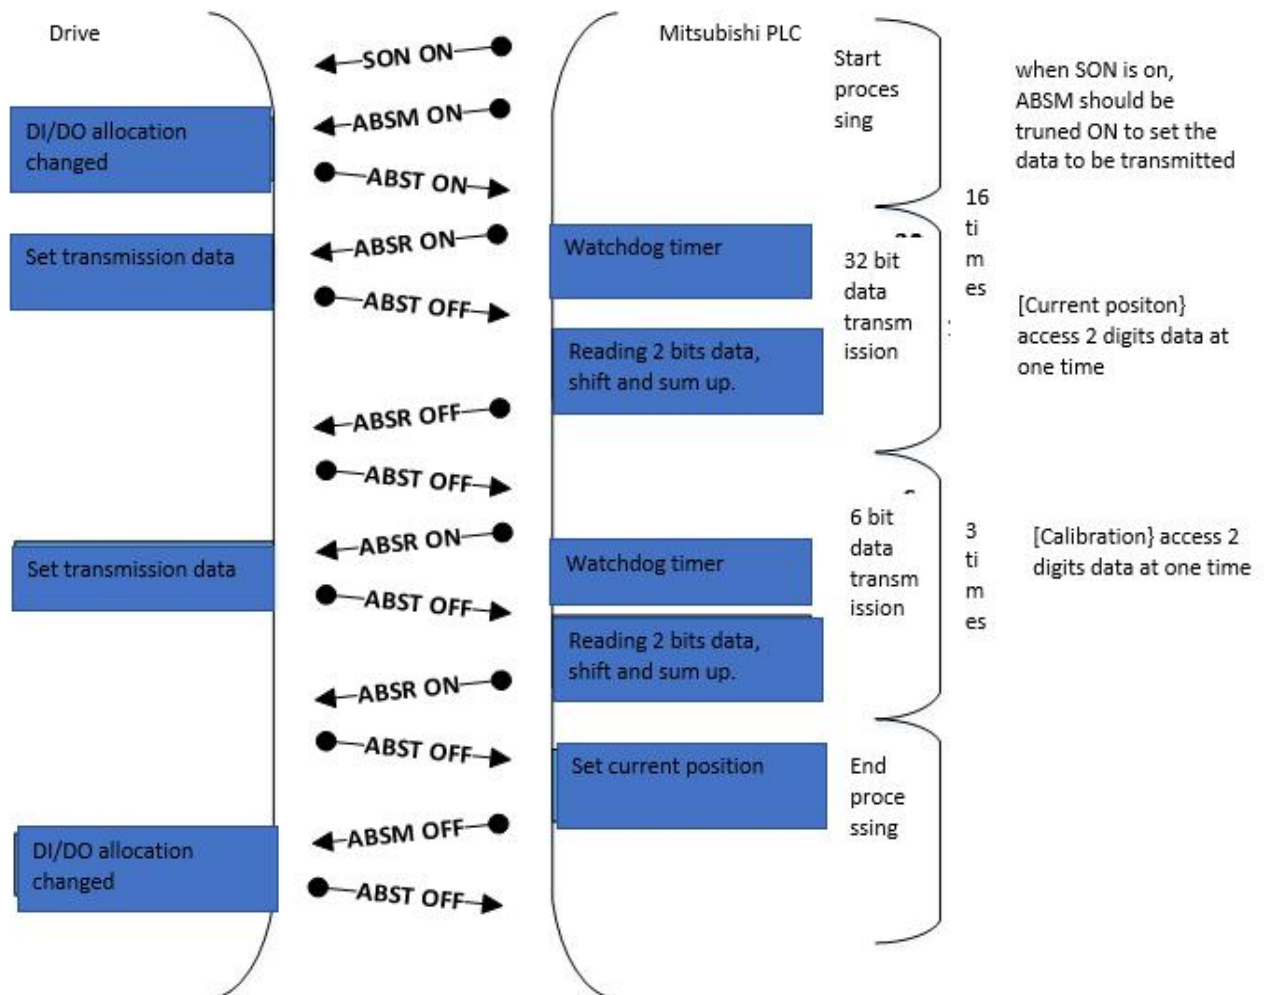 Drive
Mitsubishi PLC
SON ON
Start
proces
sing
when SON is on,
ABSM should be
truned ON to set the
data to be transmitted
ABSM ON
DI/DO allocation
changed
ABST ON
16
ti
m
es
ABSR ON
Set transmission data
Watchdog timer
32 bit
data
transm
ission
ABST OFF
[Current positon}
access 2 digits data at
one time
Reading 2 bits data,
shift and sum up.
ABSR OFF
ABST OFF
ABSR ON
Set transmission data
Watchdog timer
6 bit
data
transm
ission
3
ti
m
es
[Calibration} access 2
digits data at one time
ABST OFF
Reading 2 bits data,
shift and sum up.
ABSR ON
ABST OFF
Set current position
End
proce
ssing
ABSM OFF
DI/DO allocation
changed
ABST OFF